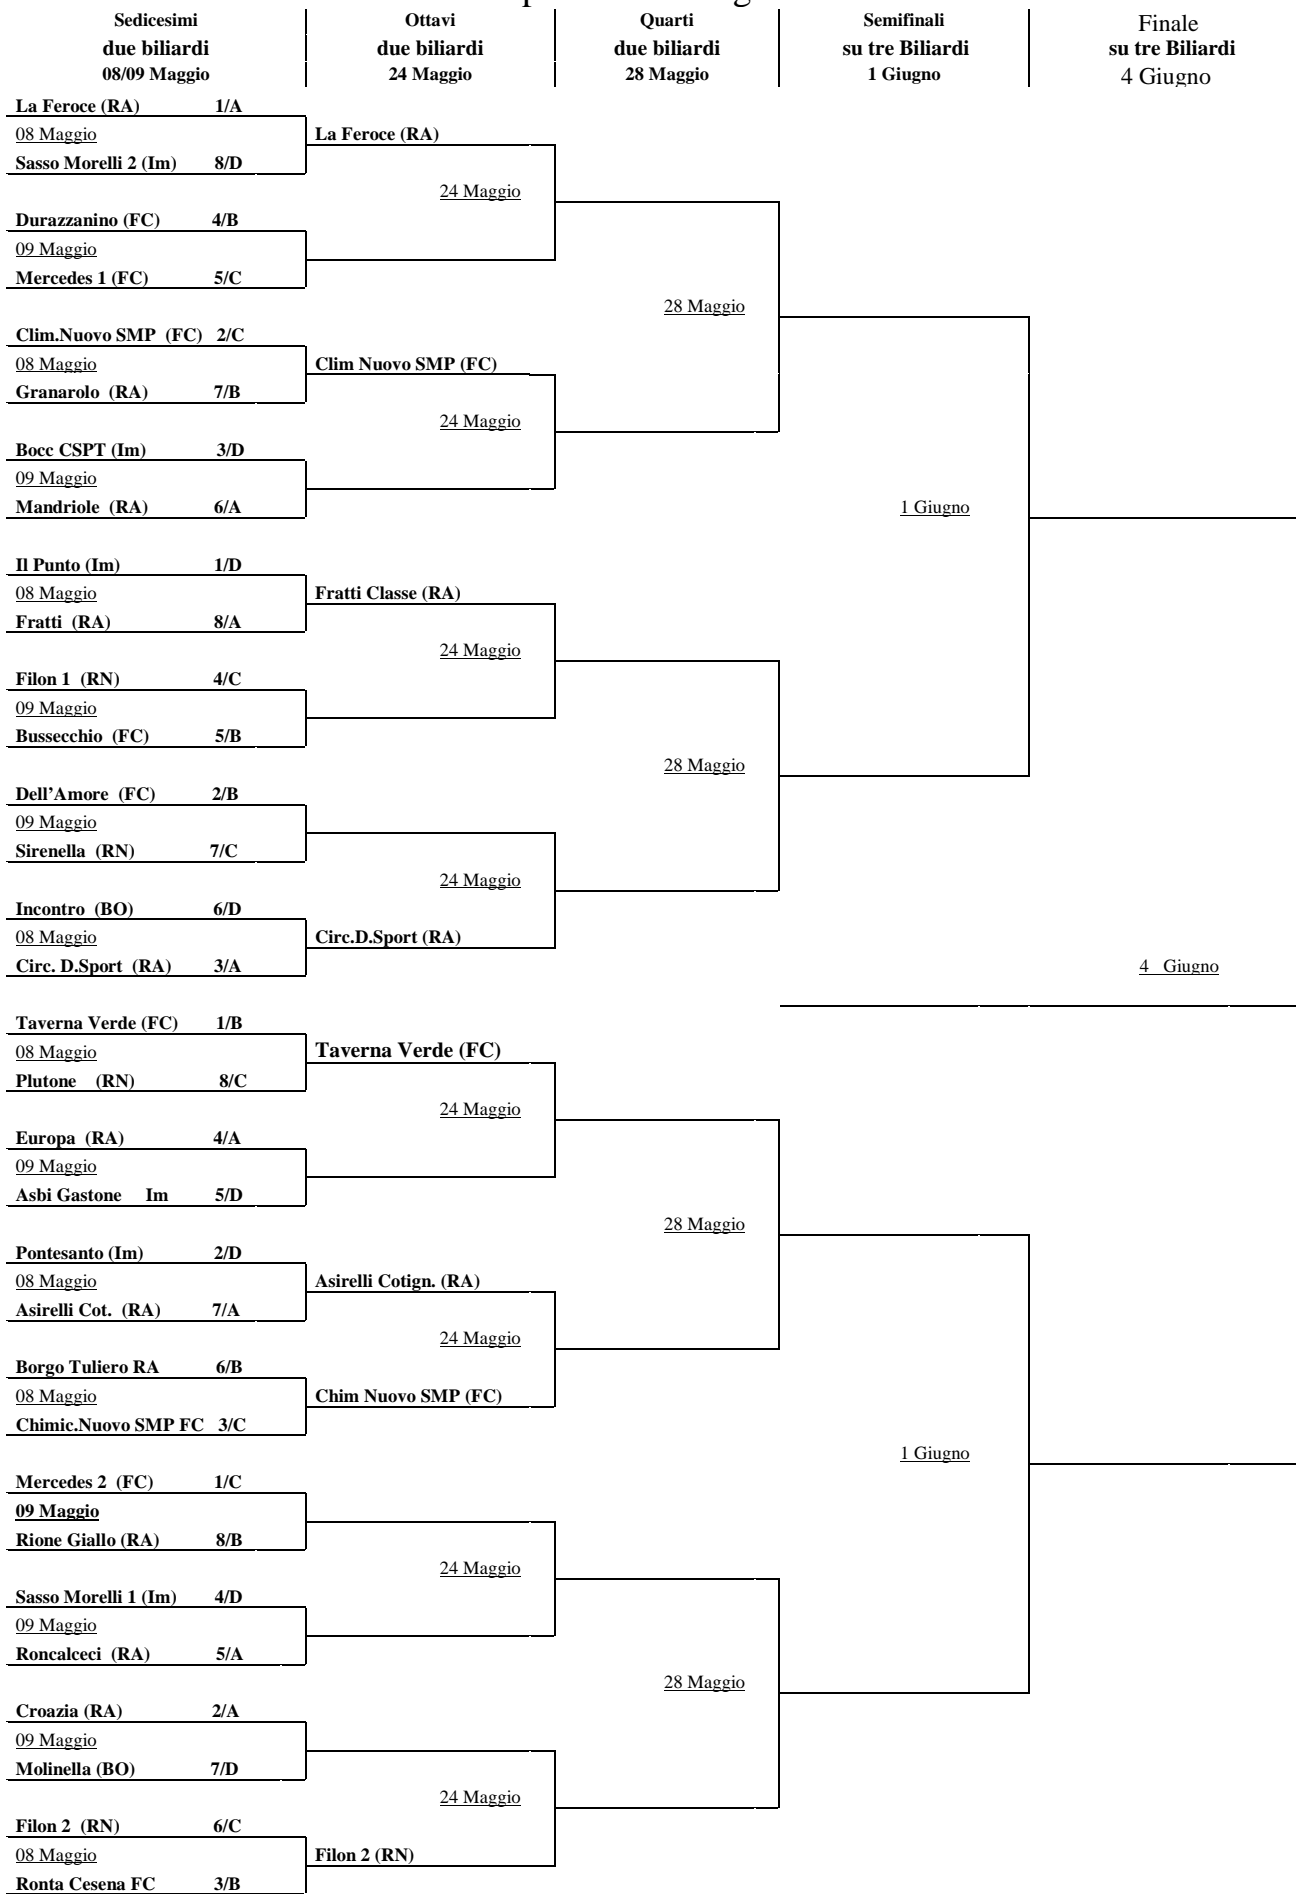 Sedicesimi Ottavi Quarti Semifinali Finale
due biliardi due biliardi due biliardi su tre Biliardi su tre Biliardi
08/09 Maggio 24 Maggio 28 Maggio 1 Giugno 4 Giugno
La Feroce (RA) 1/A
08 Maggio La Feroce (RA)
Sasso Morelli 2 (Im) 8/D
24 Maggio
Durazzanino (FC) 4/B
09 Maggio
Mercedes 1 (FC) 5/C
28 Maggio
Clim.Nuovo SMP (FC) 2/C
08 Maggio Clim Nuovo SMP (FC)
Granarolo (RA) 7/B
24 Maggio
Bocc CSPT (Im) 3/D
09 Maggio
Mandriole (RA) 6/A 1 Giugno
Il Punto (Im) 1/D
08 Maggio Fratti Classe (RA)
Fratti (RA) 8/A
24 Maggio
Filon 1 (RN) 4/C
09 Maggio
Bussecchio (FC) 5/B
28 Maggio
Dell'Amore (FC) 2/B
09 Maggio
Sirenella (RN) 7/C
24 Maggio
Incontro (BO) 6/D
08 Maggio Circ.D.Sport (RA)
Circ. D.Sport (RA) 3/A 4 Giugno
Taverna Verde (FC) 1/B
08 Maggio Taverna Verde (FC)
Plutone (RN) 8/C
24 Maggio
Europa (RA) 4/A
09 Maggio
Asbi Gastone Im 5/D
28 Maggio
Pontesanto (Im) 2/D
08 Maggio Asirelli Cotign. (RA)
Asirelli Cot. (RA) 7/A
24 Maggio
Borgo Tuliero RA 6/B
08 Maggio Chim Nuovo SMP (FC)
Chimic.Nuovo SMP FC 3/C
1 Giugno
Mercedes 2 (FC) 1/C
09 Maggio
Rione Giallo (RA) 8/B
24 Maggio
Sasso Morelli 1 (Im) 4/D
09 Maggio
Roncalceci (RA) 5/A
28 Maggio
Croazia (RA) 2/A
09 Maggio
Molinella (BO) 7/D
24 Maggio
Filon 2 (RN) 6/C
08 Maggio Filon 2 (RN)
Ronta Cesena FC 3/B